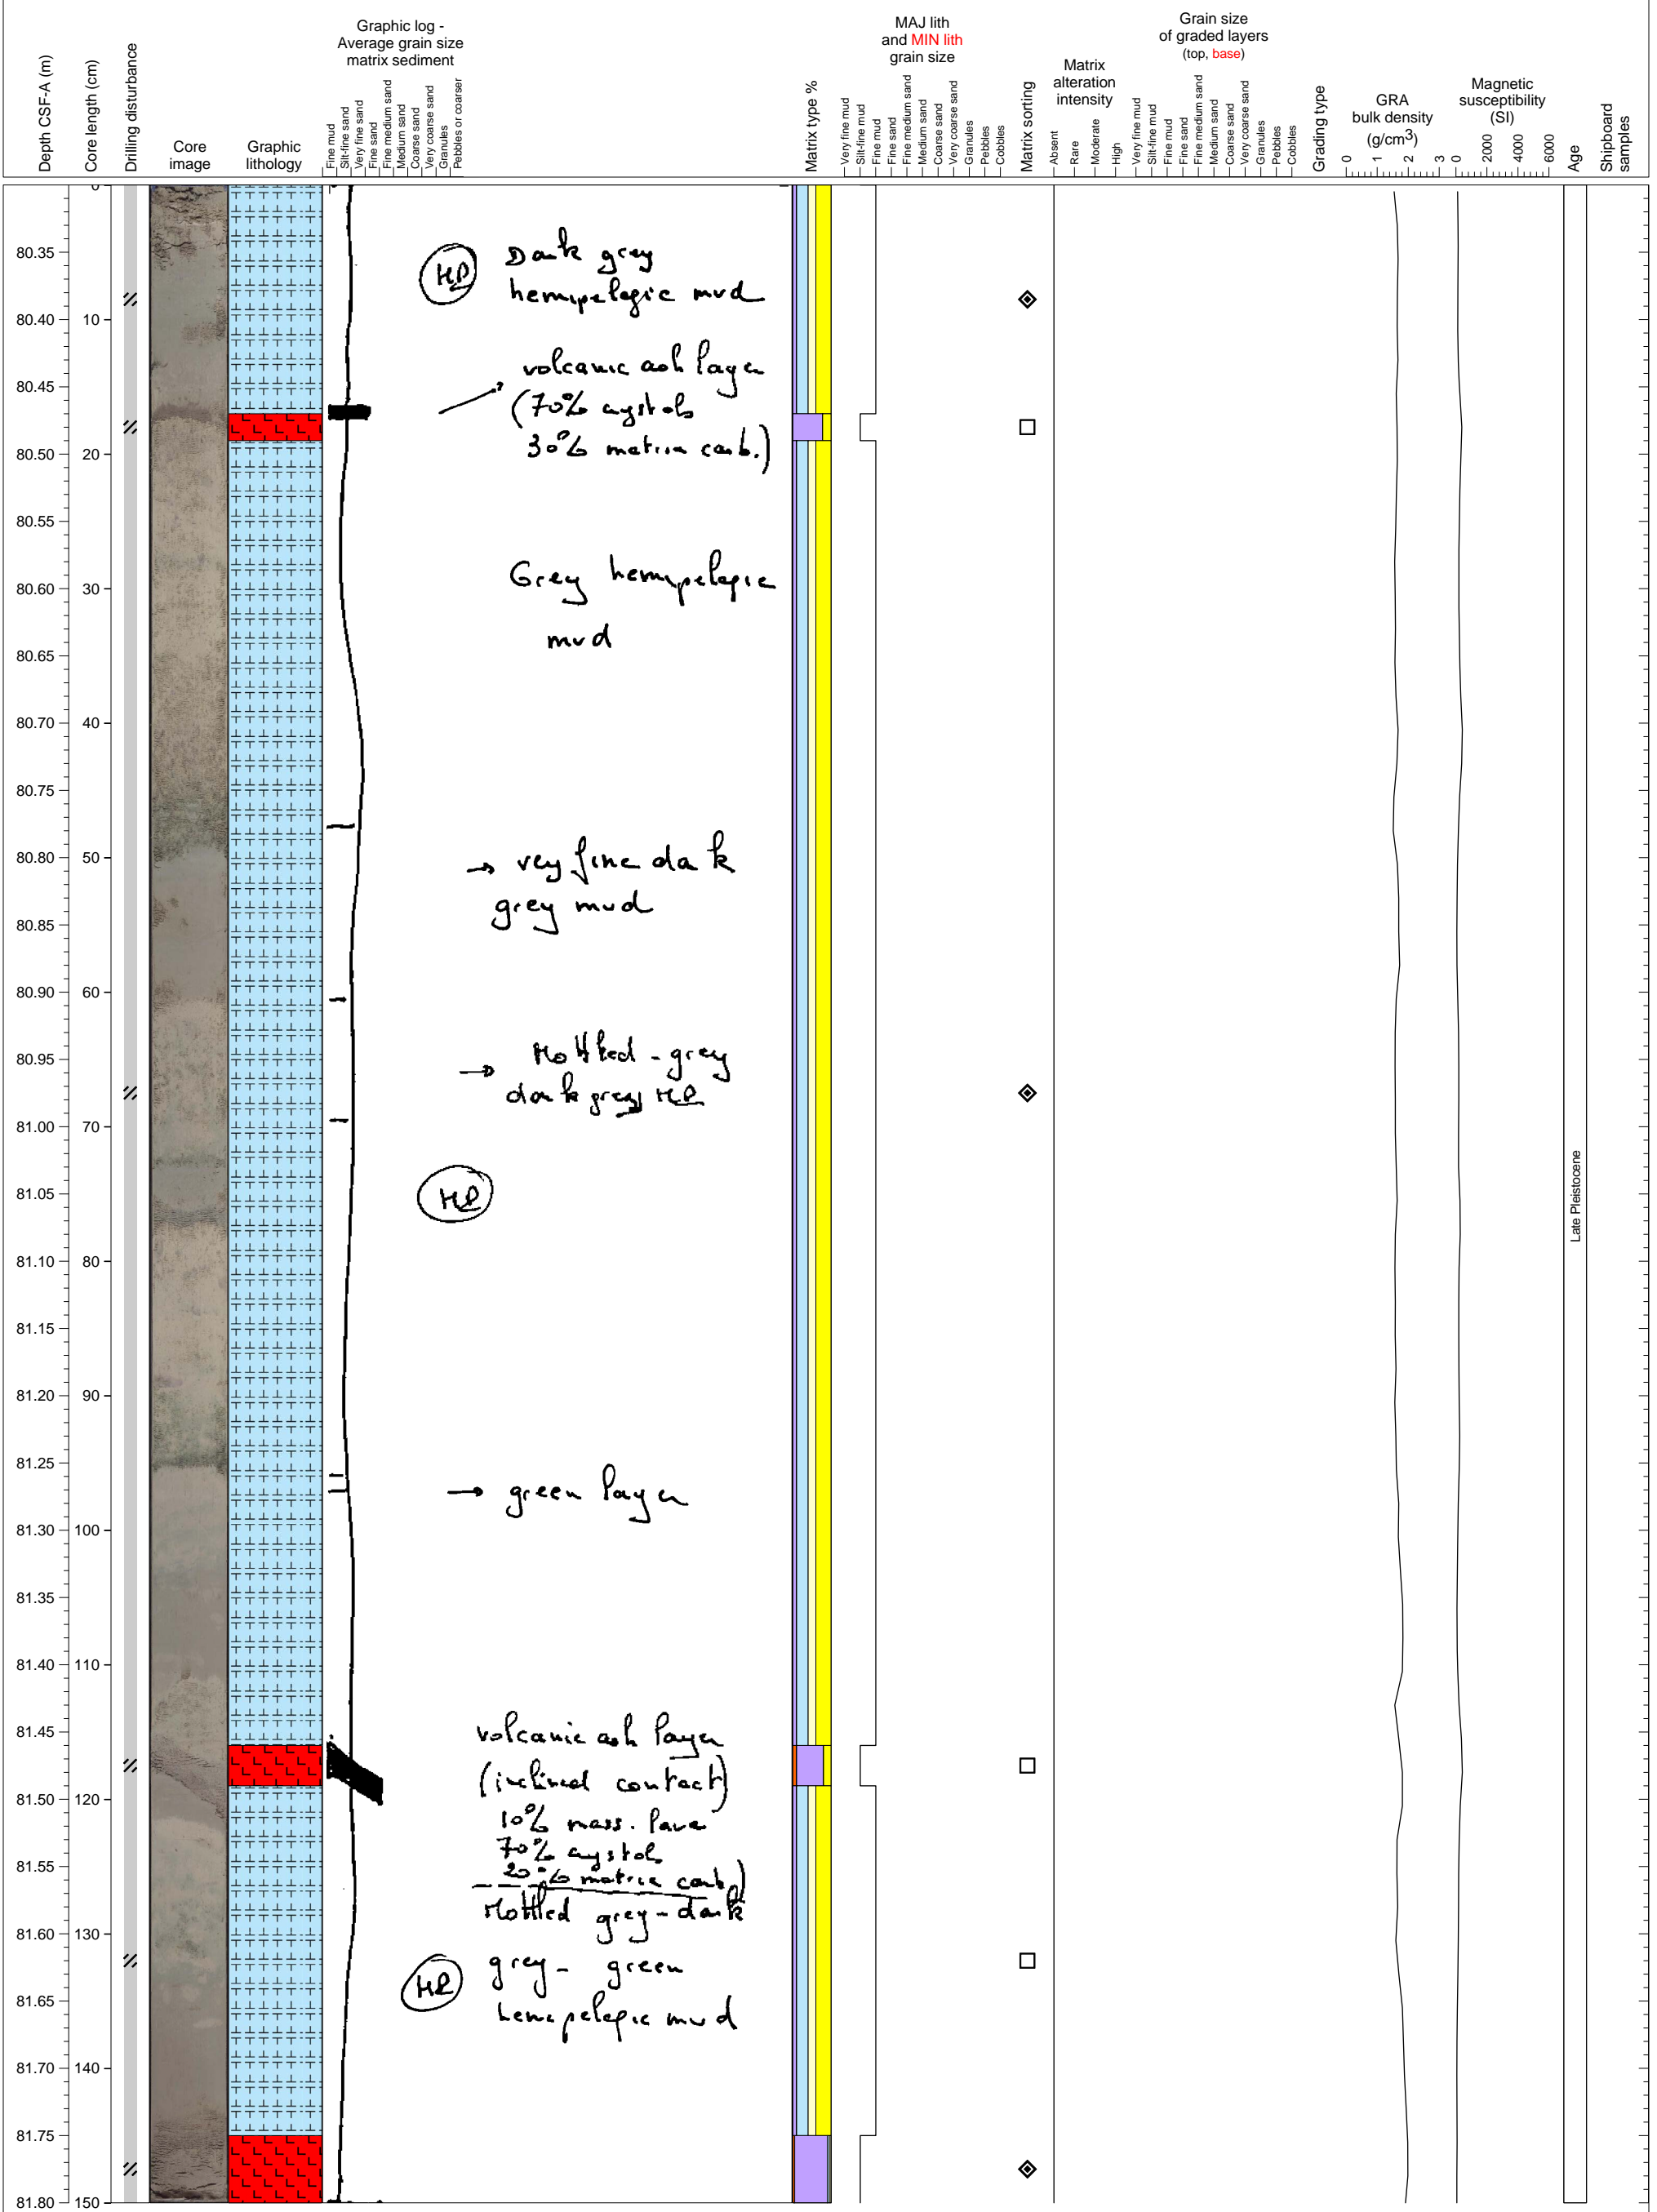 Depth CSF-A (m)
Core length (cm)
Drilling disturbance
Core
image
Graphic
lithology
Graphic log -
Average grain size
matrix sediment
Fine mud
Silt-fine sand
Very fine sand
Fine sand
Fine medium sand
Medium sand
Coarse sand
Very coarse sand
Granules
Pebbles or coarser
Matrix type %
MAJ lith
and MIN lith
grain size
Very fine mud
Silt-fine mud
Fine mud
Fine sand
Fine medium sand
Medium sand
Coarse sand
Very coarse sand
Granules
Pebbles
Cobbles
Matrix sorting
Matrix
alteration
intensity
Absent
Rare
Moderate
High
Grain size
of graded layers
(top, base)
Very fine mud
Silt-fine mud
Fine mud
Fine sand
Fine medium sand
Medium sand
Coarse sand
Very coarse sand
Granules
Pebbles
Cobbles
Grading type
GRA
bulk density
(g/cm3)
0 1 2 3
Magnetic
susceptibility
(SI)
0 2000 4000 6000
Age
Shipboard
samples
0
80.35
80.40 10
80.45
80.50 20
80.55
80.60 30
80.65
80.70 40
80.75
80.80 50
80.85
80.90 60
80.95
81.00 70
81.05
81.10 80
81.15
81.20 90
81.25
81.30 100
81.35
81.40 110
81.45
81.50 120
81.55
81.60 130
81.65
81.70 140
81.75
81.80 150
HP Dark grey
hemipelagic mud
volcanic ash layer
(70% crystals
30% matrix carb.)
Grey hemipelagic
mud
→ very fine dark
grey mud
→ Mottled - grey
dark grey HP
HP
→ green layer
volcanic ash layer
(inclined contact)
10% mass. lava
70% crystals
20% matrix carb.)
Mottled grey-dark
HP grey - green
hemipelagic mud
Late Pleistocene